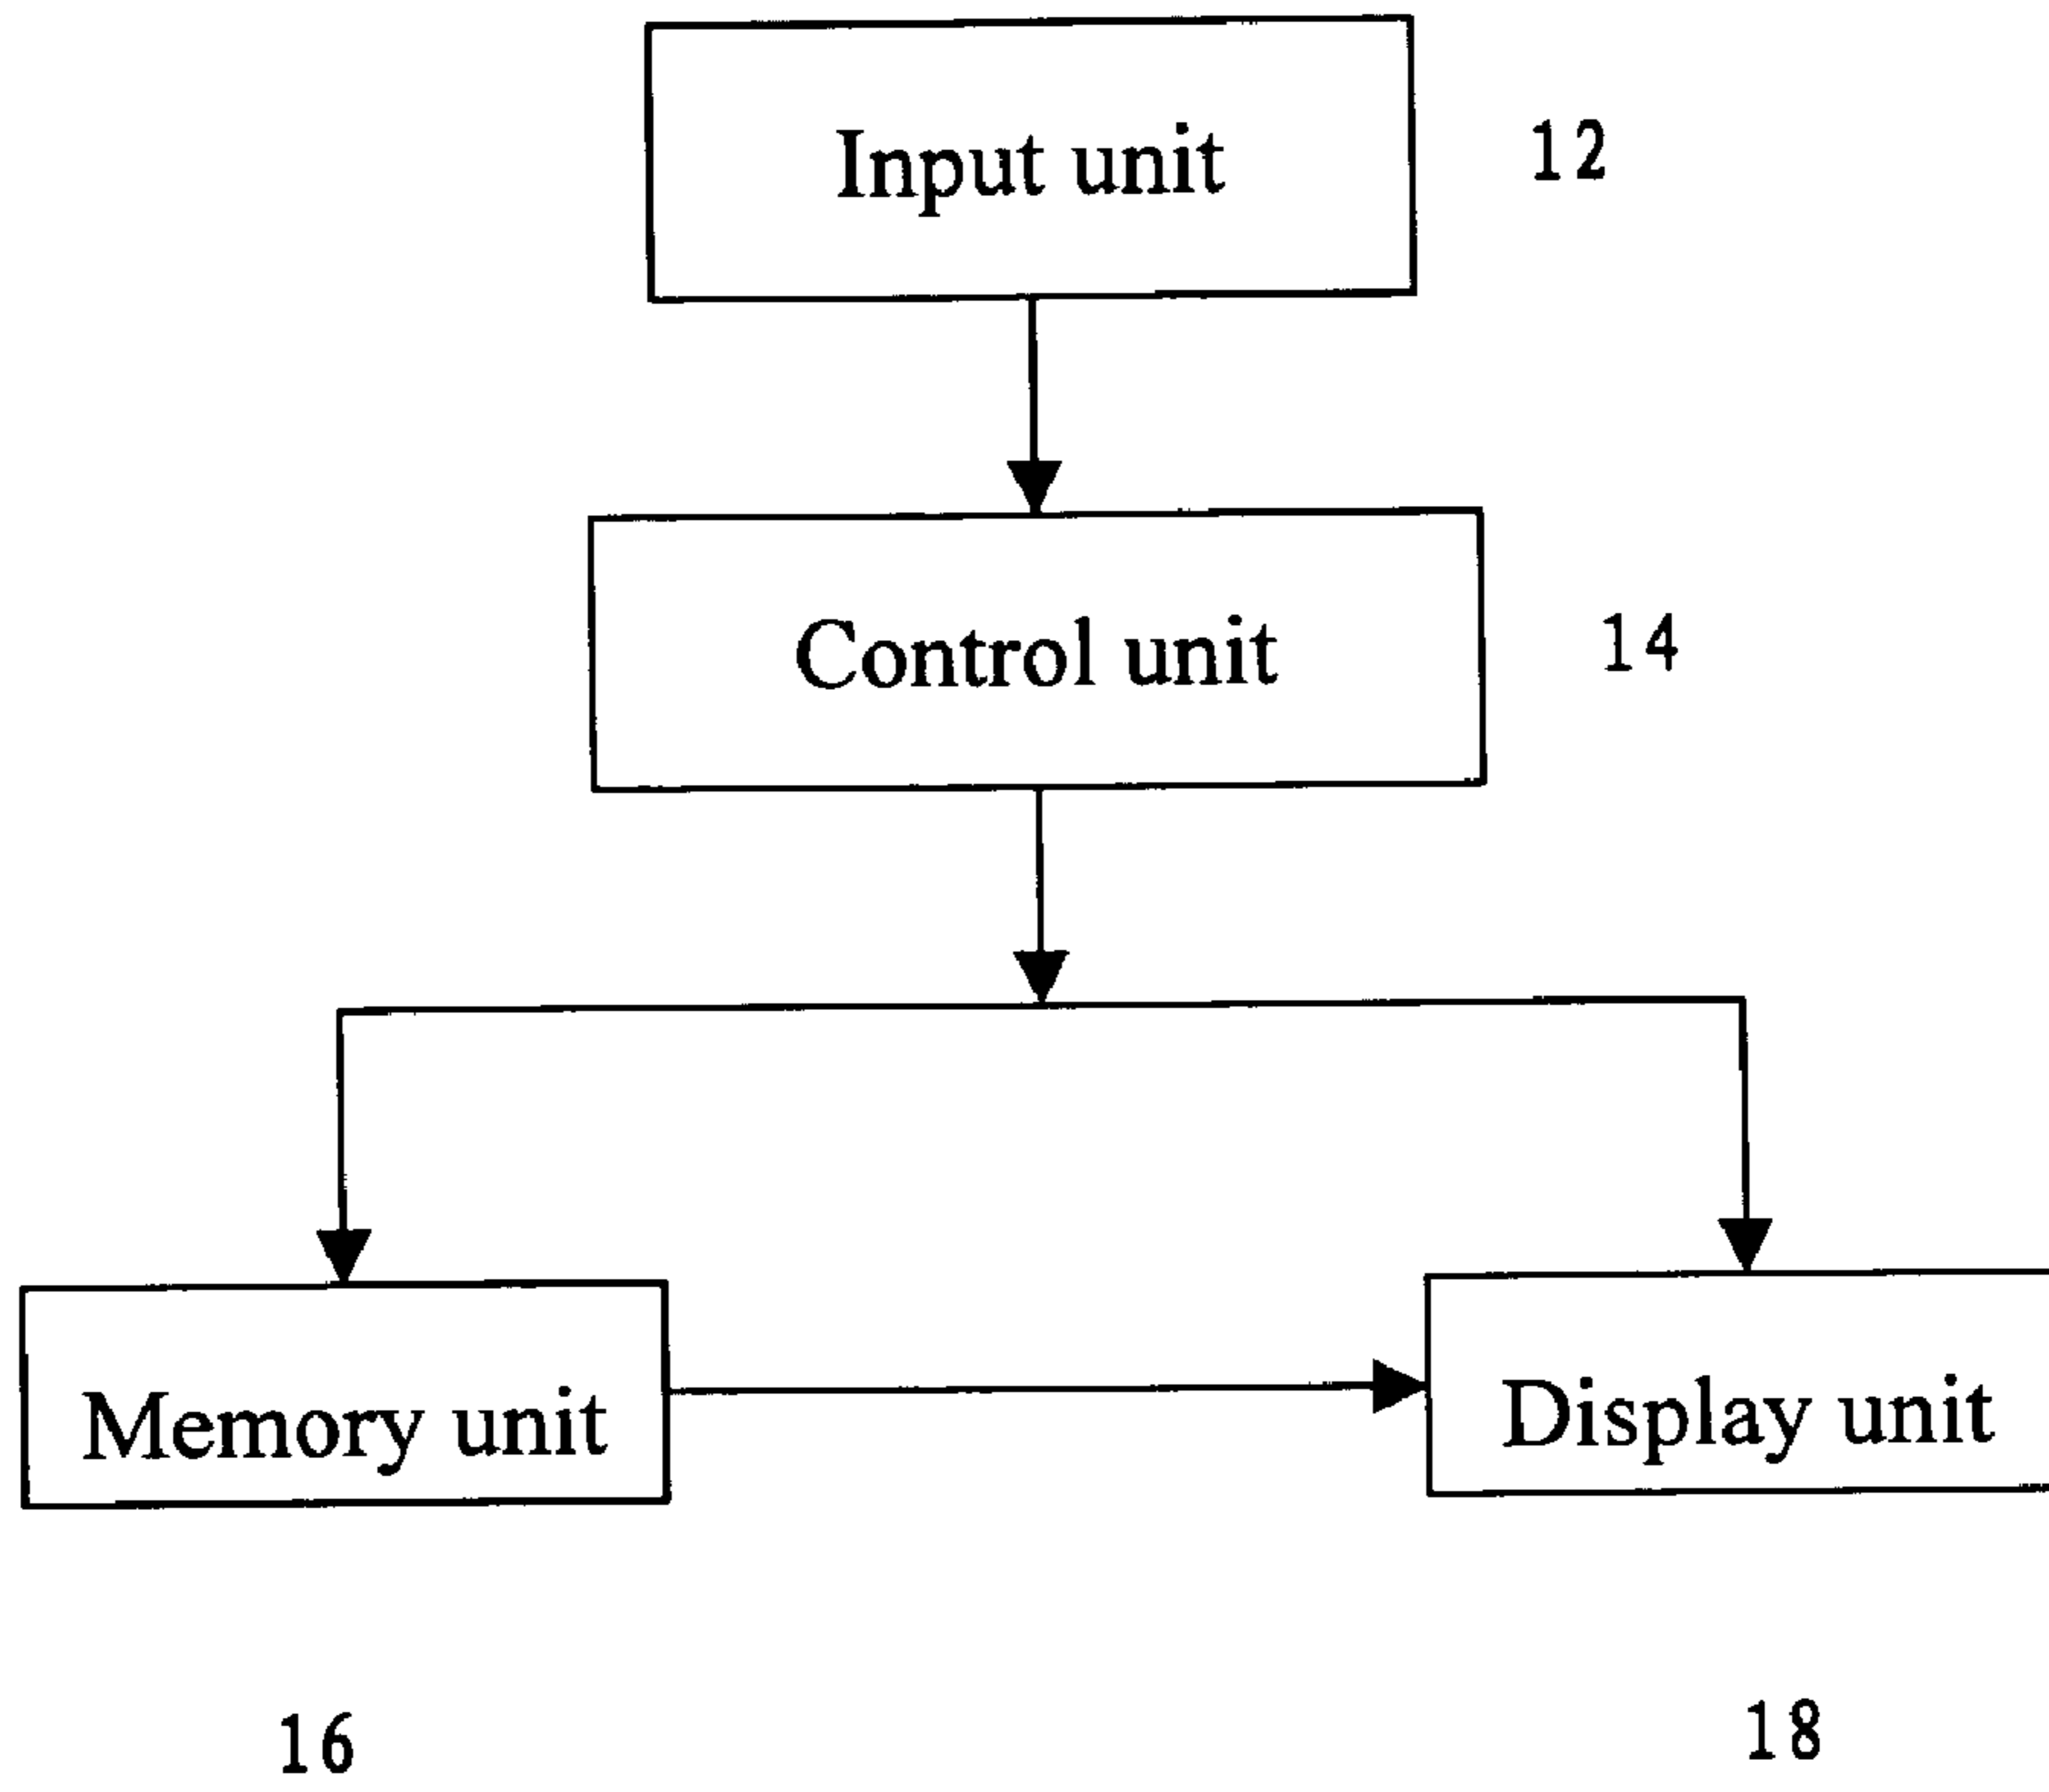 Input unit
12
Control unit
14
Memory unit
Display unit
16
18